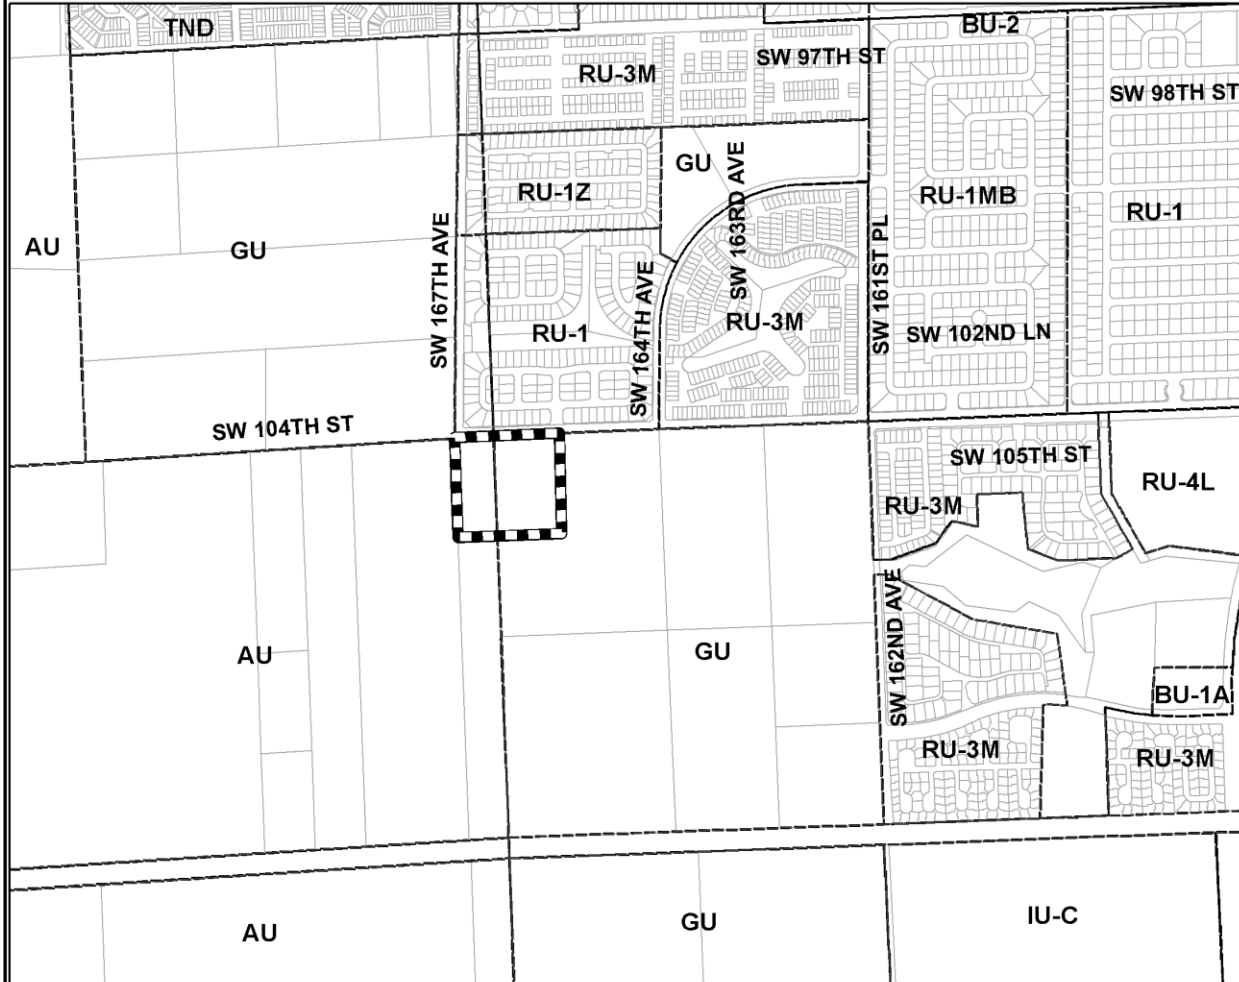 TND
BU-2
SW 97TH ST
RU-3M
SW 98TH ST
GU
RU-1Z
RU-1MB
RU-1
SW 163RD AVE
AU
GU
SW 167TH AVE
SW 161ST PL
SW 164TH AVE
RU-3M
RU-1
SW 102ND LN
SW 104TH ST
SW 105TH ST
RU-4L
RU-3M
SW 162ND AVE
AU
GU
BU-1A
RU-3M
RU-3M
AU
GU
IU-C